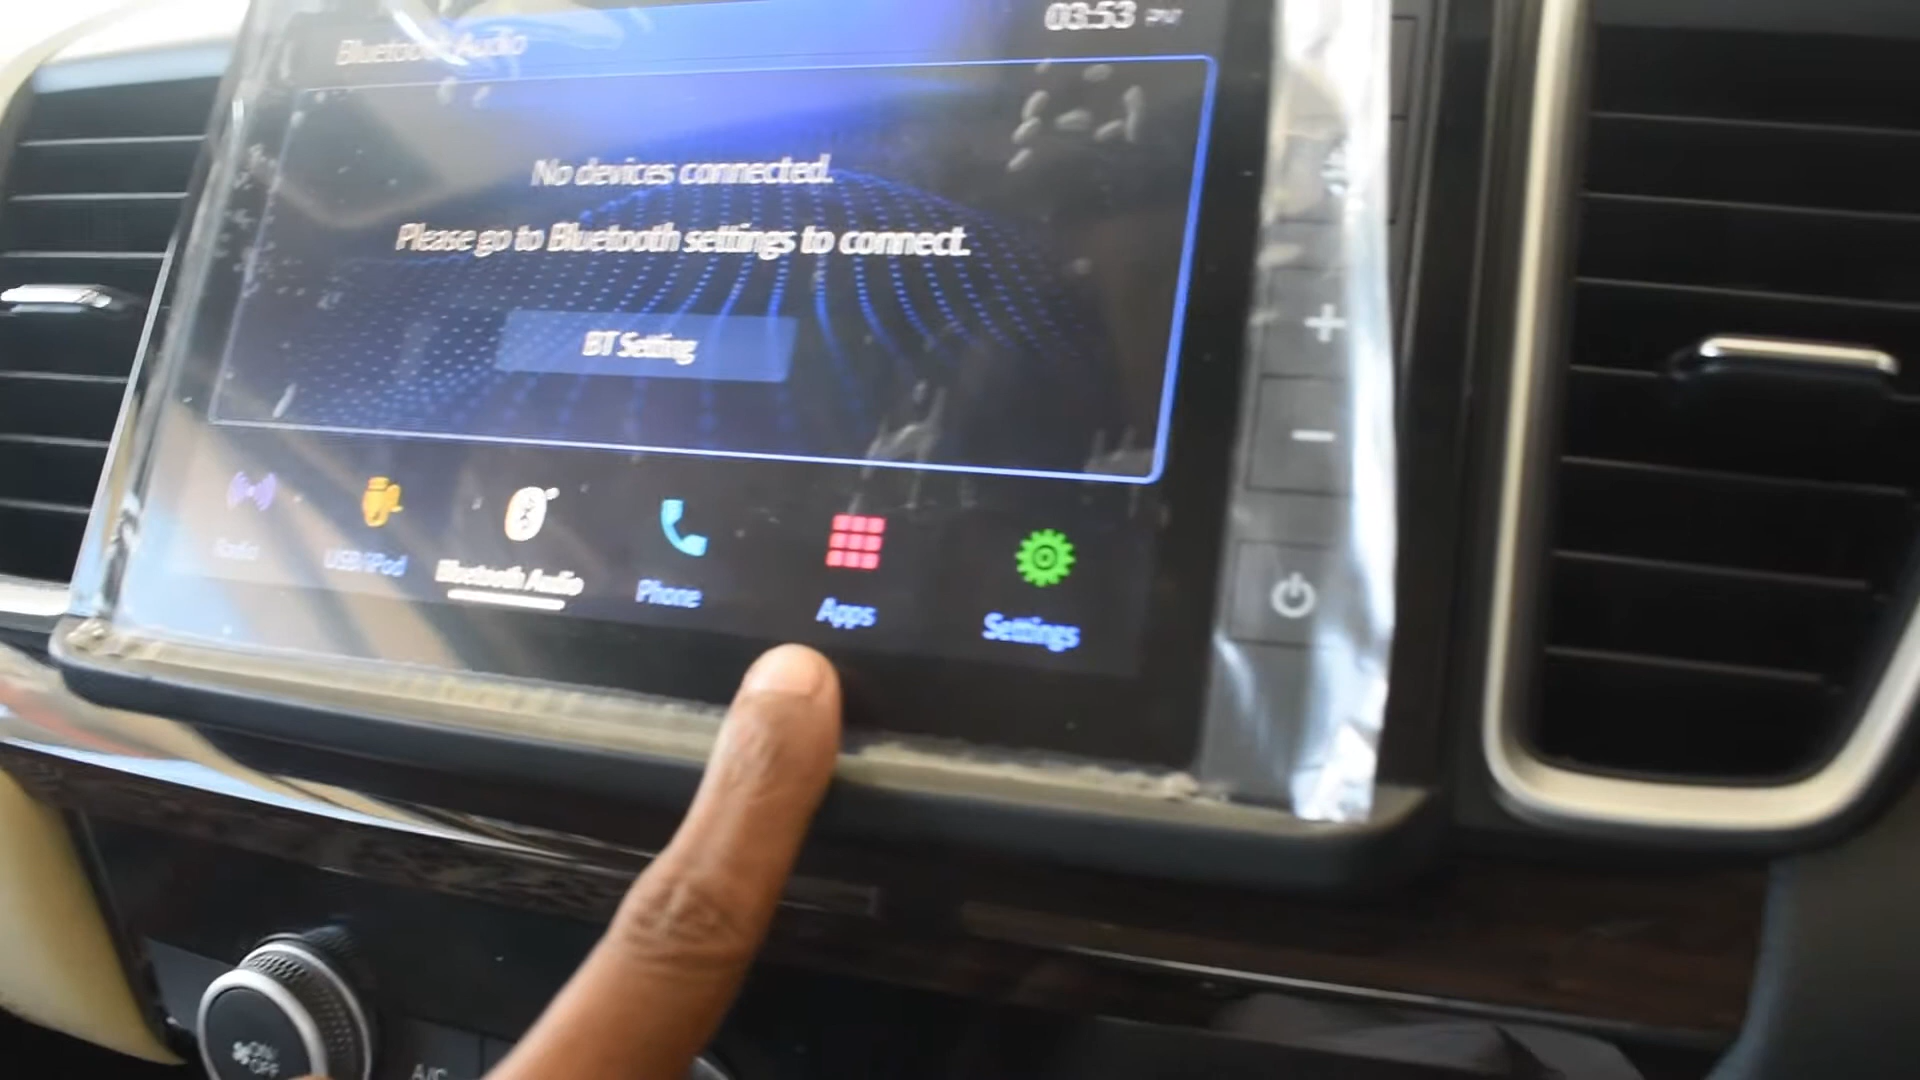 Bluetooth Audio
03:53 PM
No devices connected.
Please go to Bluetooth settings to connect.
BT Setting
Radio
USB/iPod
Bluetooth Audio
Phone
Apps
Settings
+
−
ON/
OFF
A/C